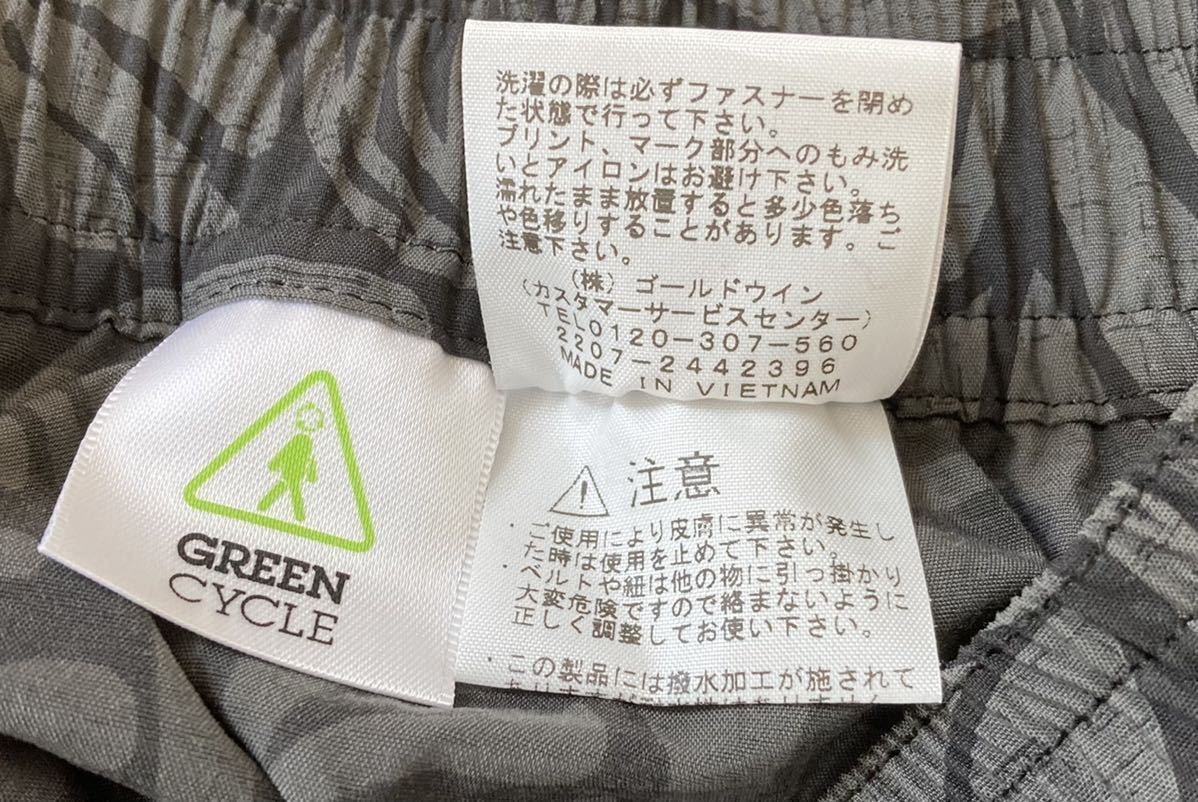 洗濯の際は必ずファスナーを閉め
た状態で行って下さい。
プリント、マーク部分へのもみ洗
いとアイロンはお避け下さい。
濡れたまま放置すると多少色落ち
や色移りすることがあります。ご
注意下さい。
(株) ゴールドウイン
(カスタマーサービスセンター)
TEL0120-307-560
2207-2442396
MADE IN VIETNAM
GREEN
CYCLE
注意
・ご使用により皮膚に異常が発生し
た時は使用を止めて下さい。
・ベルトや紐は他の物に引っ掛かり
大変危険ですので絡まないように
正しく調整してお使い下さい。
・この製品には撥水加工が施されて